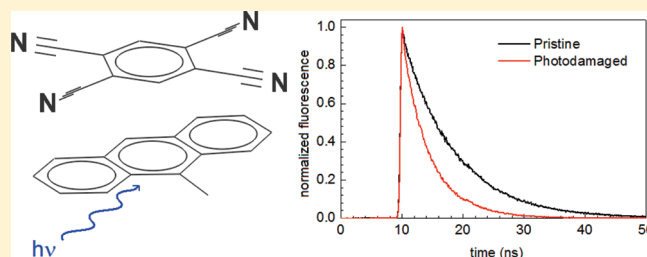 N
N
N
N
hν
normalized fluorescence
1.0
0.8
0.6
0.4
0.2
0.0
Pristine
Photodamaged
0 10 20 30 40 50
time (ns)